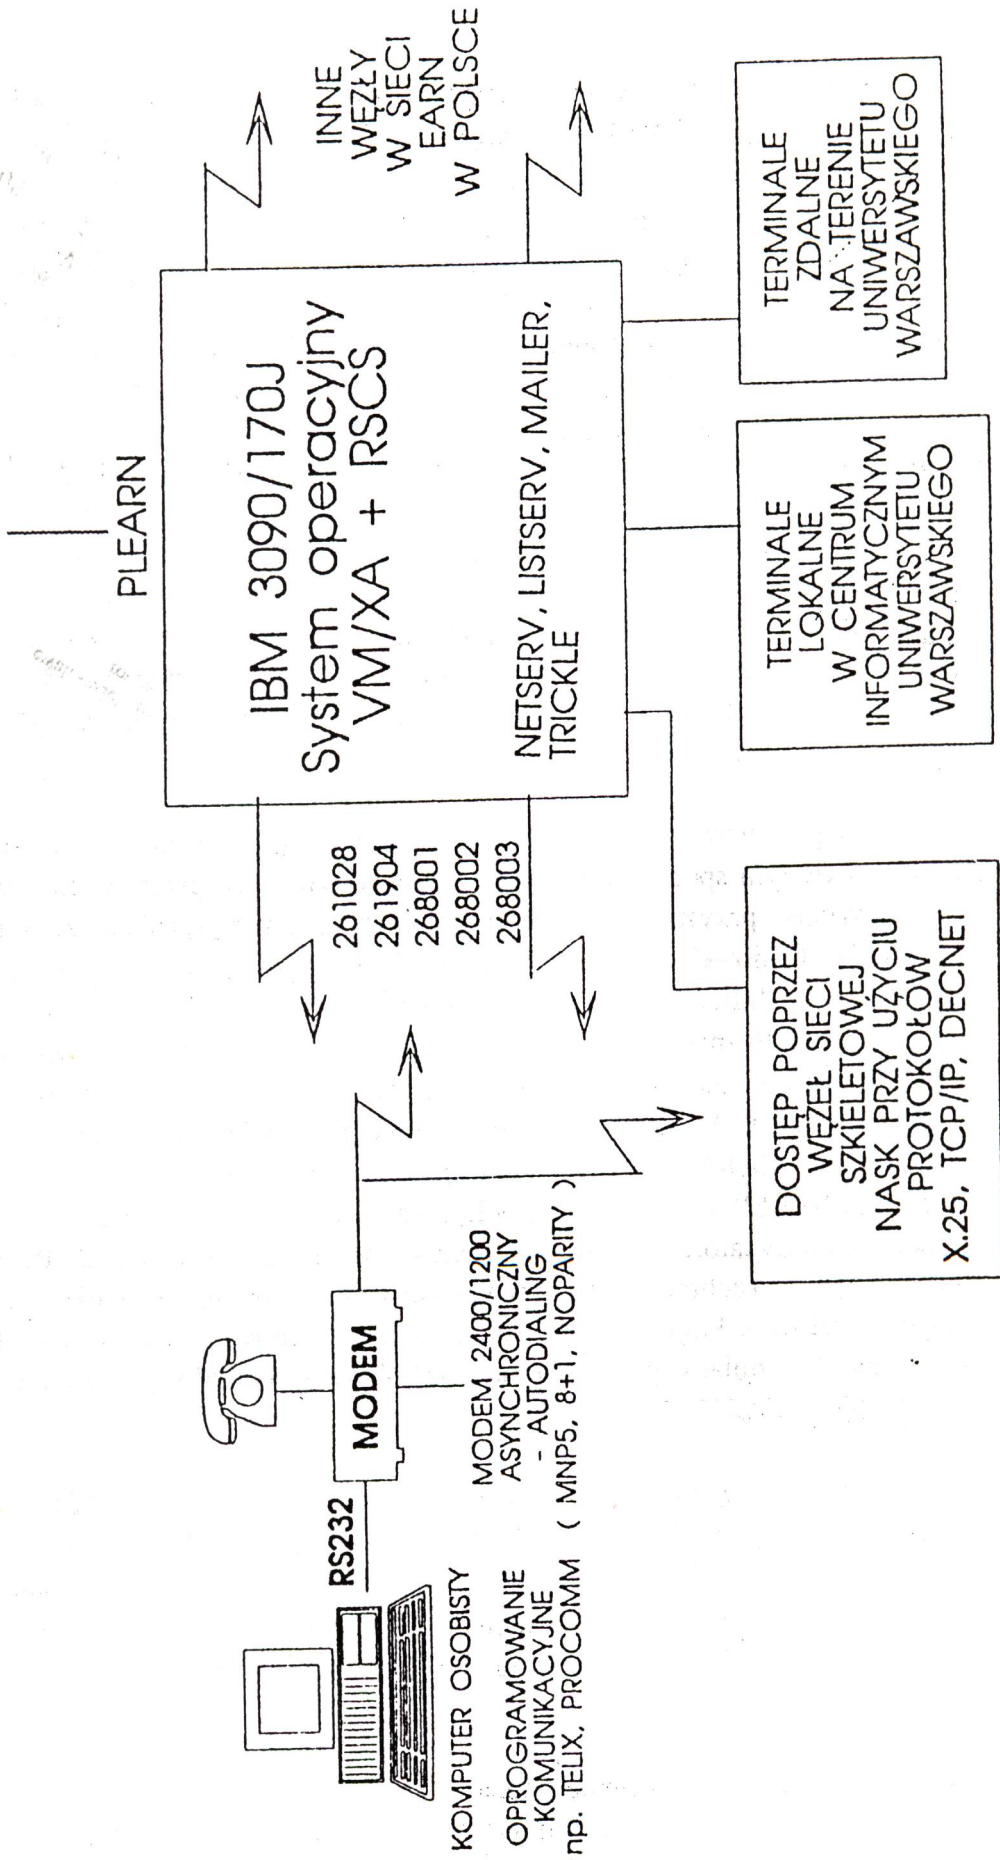 PLEARN
IBM 3090/170J
System operacyjny
VM/XA + RSCS
NETSERV, LISTSERV, MAILER,
TRICKLE
INNE
WĘZŁY
W SIECI
EARN
W POLSCE
261028
261904
268001
268002
268003
RS232
MODEM
KOMPUTER OSOBISTY
OPROGRAMOWANIE
KOMUNIKACYJNE
np. TELIX, PROCOMM ( MNP5, 8+1, NOPARITY )
MODEM 2400/1200
ASYNCHRONICZNY
- AUTODIALING
DOSTĘP POPRZEZ
WĘZEŁ SIECI
SZKIELETOWEJ
NASK PRZY UŻYCIU
PROTOKOŁÓW
X.25, TCP/IP, DECNET
TERMINALE
LOKALNE
W CENTRUM
INFORMATYCZNYM
UNIWERSYTETU
WARSZAWSKIEGO
TERMINALE
ZDALNE
NA TERENIE
UNIWERSYTETU
WARSZAWSKIEGO